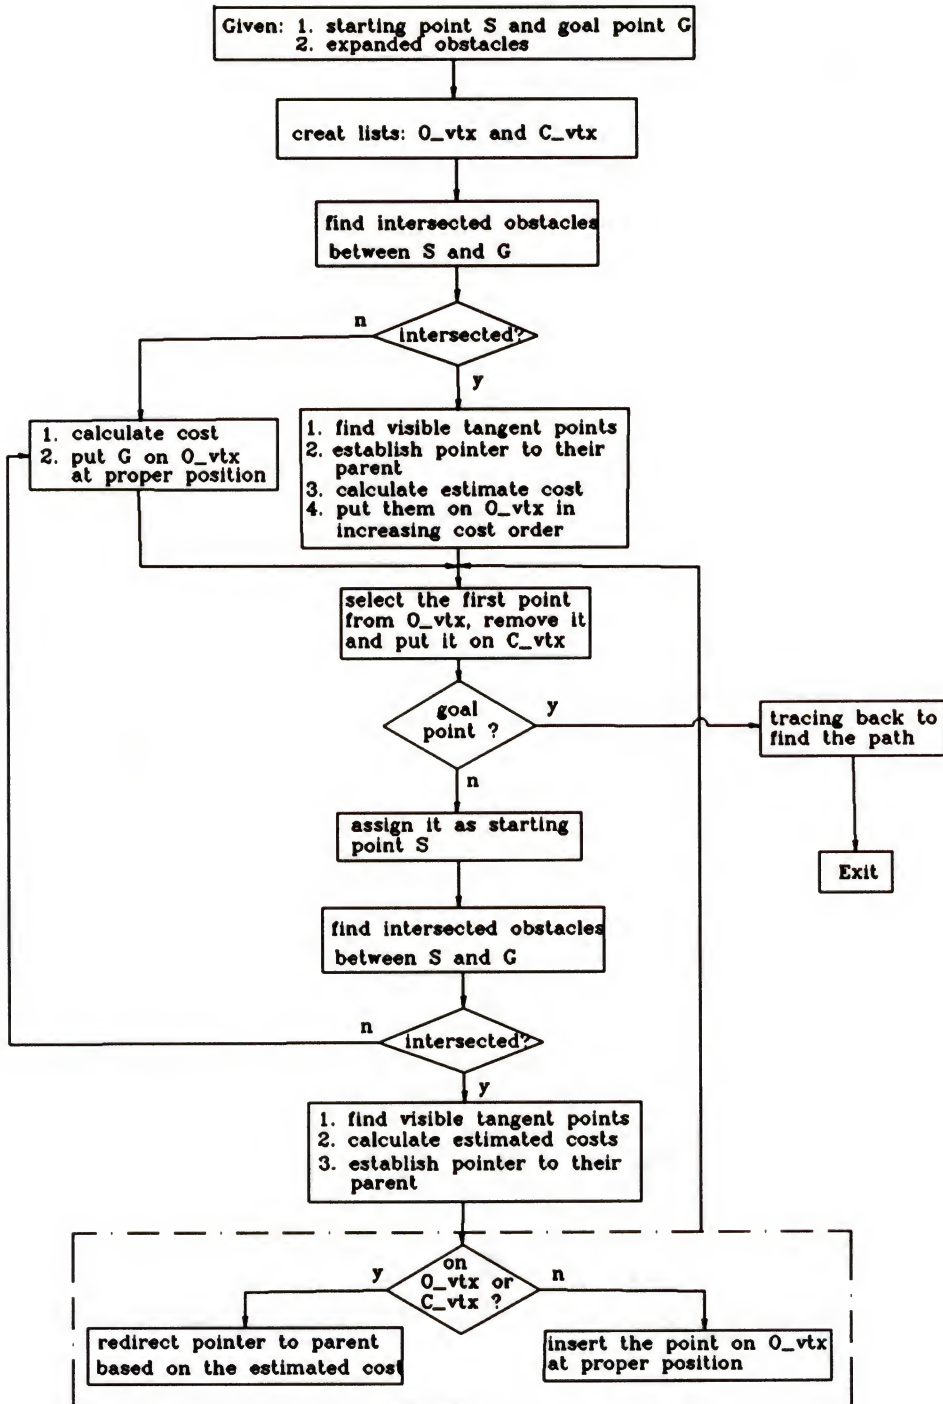 Given: 1. starting point S and goal point G
2. expanded obstacles
creat lists: O_vtx and C_vtx
find intersected obstacles
between S and G
n
intersected?
y
1. calculate cost
2. put G on O_vtx
at proper position
1. find visible tangent points
2. establish pointer to their
parent
3. calculate estimate cost
4. put them on O_vtx in
increasing cost order
select the first point
from O_vtx, remove it
and put it on C_vtx
goal
point ?
y
n
tracing back to
find the path
Exit
assign it as starting
point S
find intersected obstacles
between S and G
n
intersected?
y
1. find visible tangent points
2. calculate estimated costs
3. establish pointer to their
parent
y
on
O_vtx or
C_vtx ?
n
redirect pointer to parent
based on the estimated cost
insert the point on O_vtx
at proper position